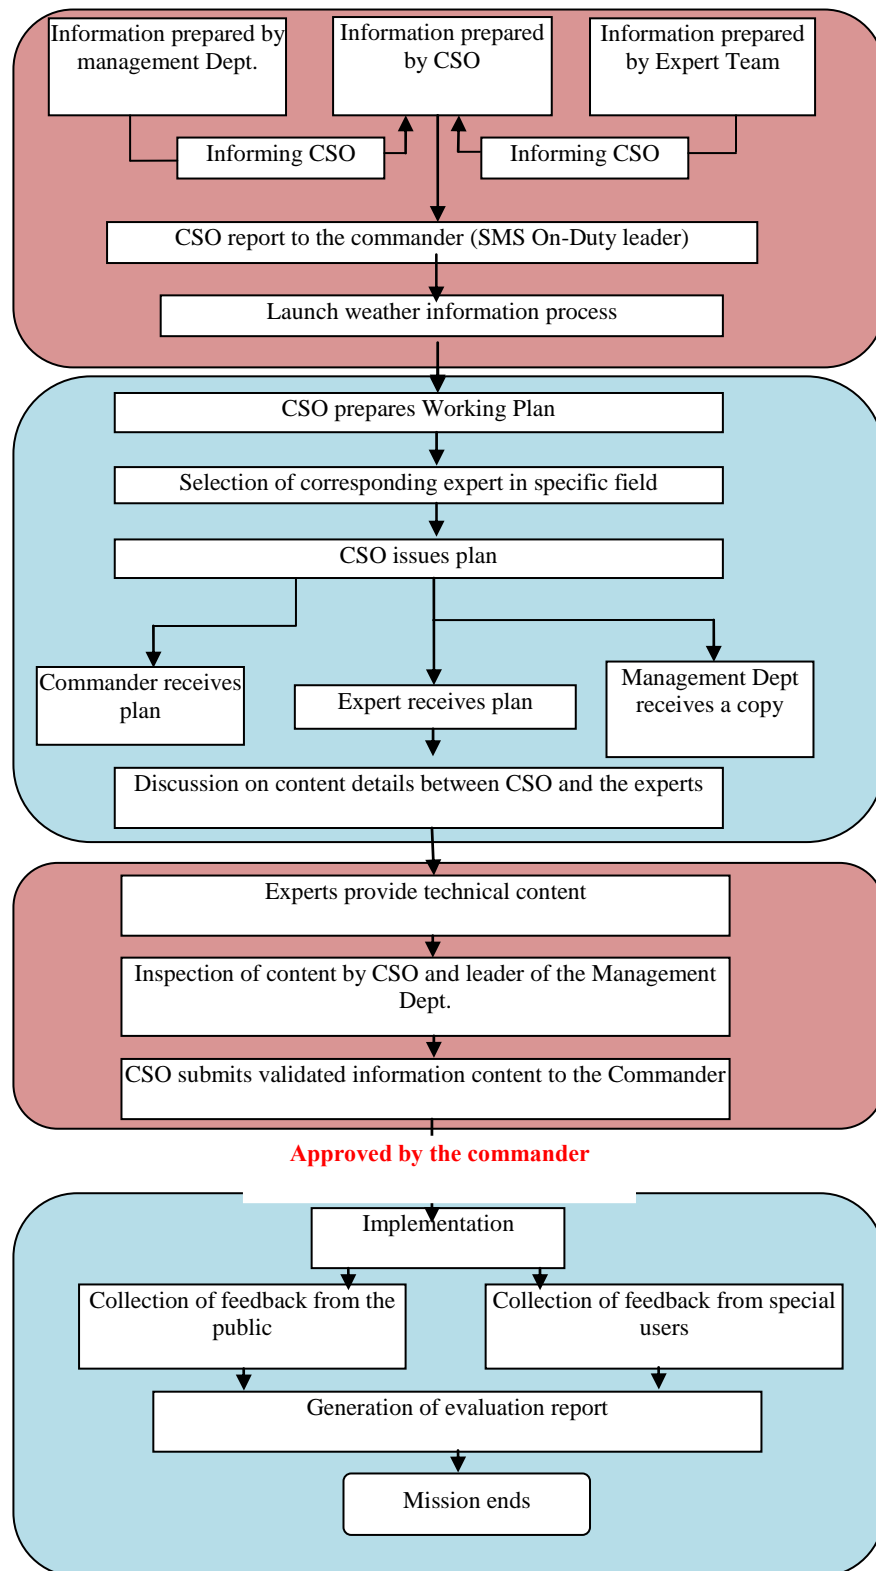 Information prepared by
management Dept.
Information prepared
by CSO
Information prepared
by Expert Team
Informing CSO
Informing CSO
CSO report to the commander (SMS On-Duty leader)
Launch weather information process
CSO prepares Working Plan
Selection of corresponding expert in specific field
CSO issues plan
Commander receives
plan
Expert receives plan
Management Dept
receives a copy
Discussion on content details between CSO and the experts
Experts provide technical content
Inspection of content by CSO and leader of the Management
Dept.
CSO submits validated information content to the Commander
Approved by the commander
Implementation
Collection of feedback from the
public
Collection of feedback from special
users
Generation of evaluation report
Mission ends